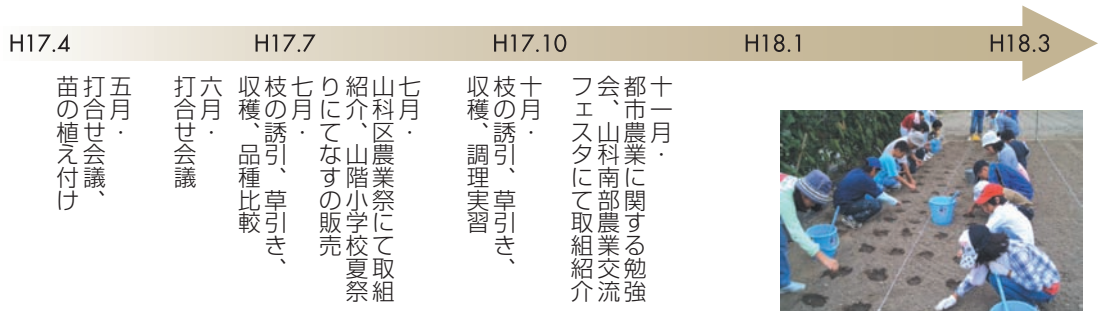 H17.4
H17.7
H17.10
H18.1
H18.3
五月・
打合せ会議、
苗の植え付け
六月・
打合せ会議
七月・
枝の誘引、草引き、
収穫、品種比較
七月・
山科区農業祭にて取組
紹介、山階小学校夏祭
りにてなすの販売
十月・
枝の誘引、草引き、
収穫、調理実習
十一月・
都市農業に関する勉強
会、山科南部農業交流
フェスタにて取組紹介